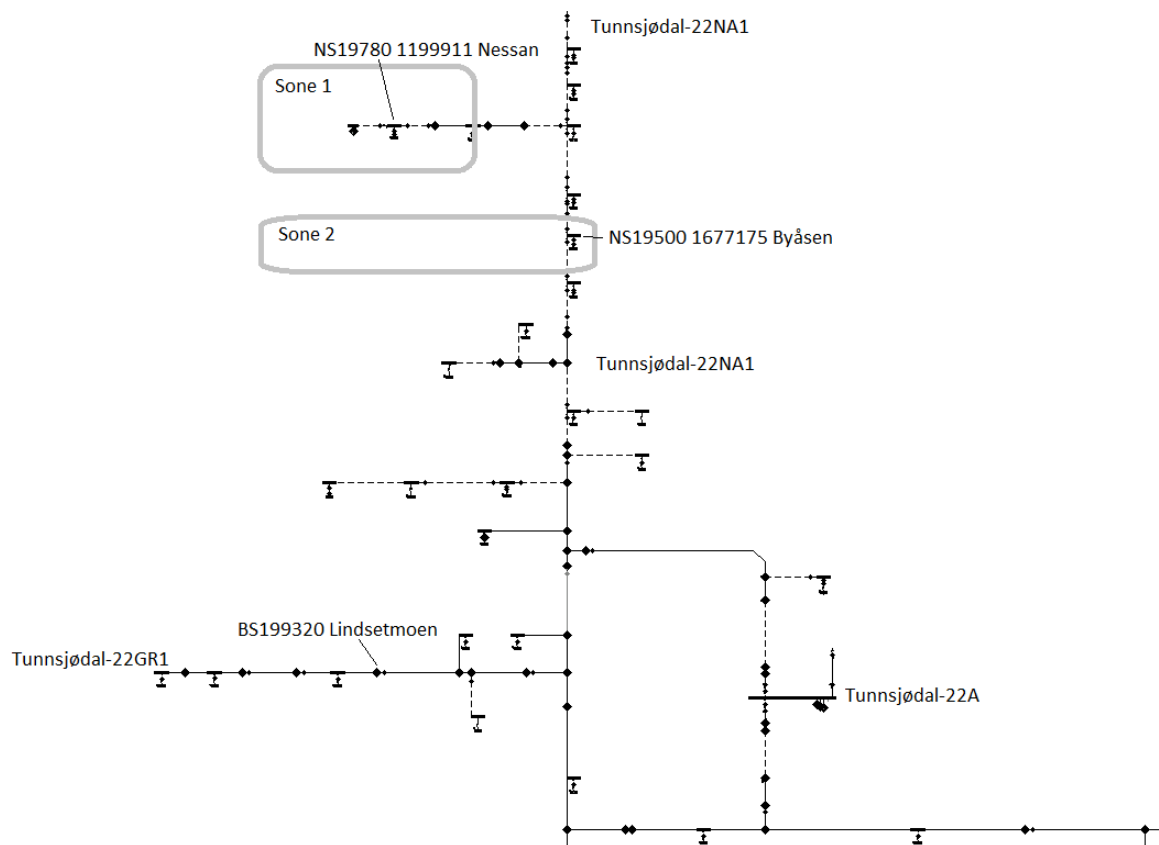 Tunnsjødal-22NA1
NS19780 1199911 Nessan
Sone 1
Sone 2
NS19500 1677175 Byåsen
Tunnsjødal-22NA1
BS199320 Lindsetmoen
Tunnsjødal-22GR1
Tunnsjødal-22A